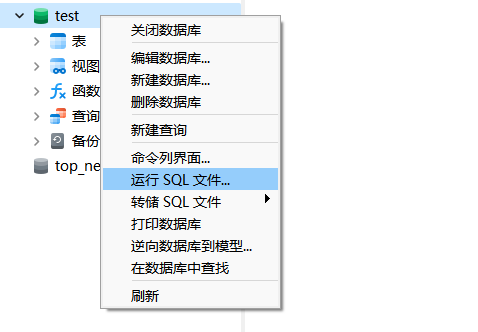 test
表
视图
函数
查询
备份
top_ne
关闭数据库
编辑数据库...
新建数据库...
删除数据库
新建查询
命令列界面...
运行 SQL 文件...
转储 SQL 文件
打印数据库
逆向数据库到模型...
在数据库中查找
刷新